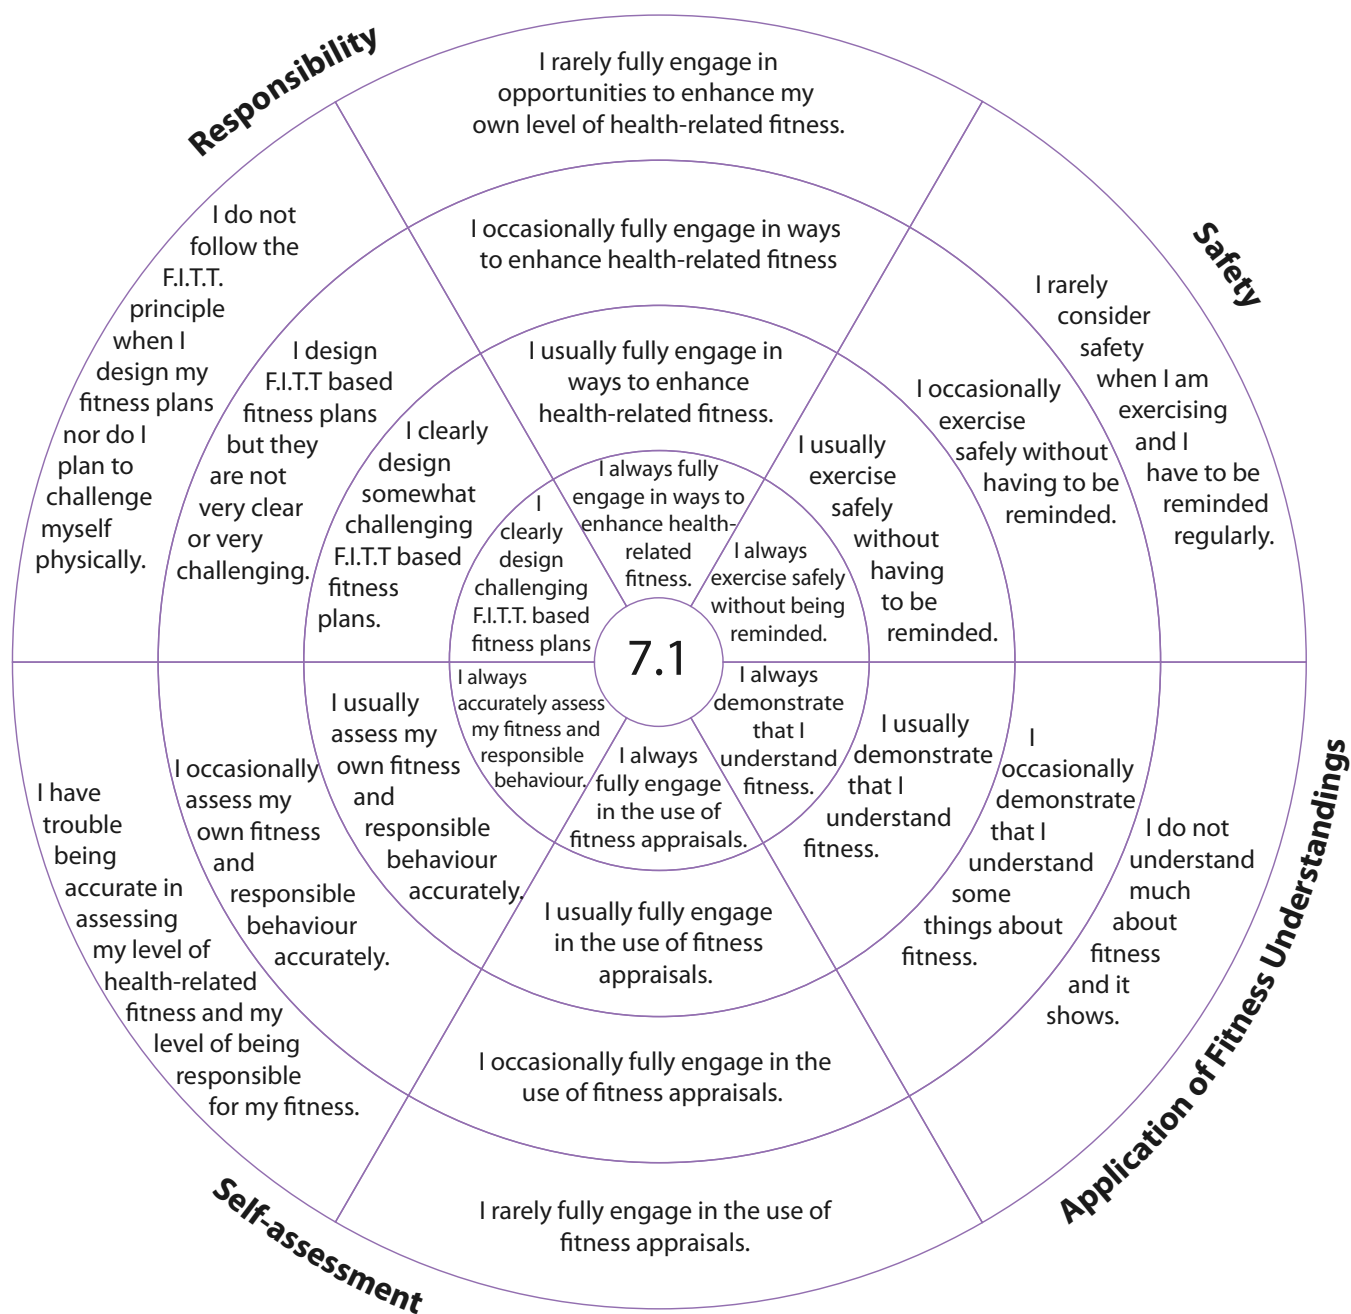 Responsibility
I rarely fully engage in
opportunities to enhance my
own level of health-related fitness.
I occasionally fully engage in ways
to enhance health-related fitness
I usually fully engage in
ways to enhance
health-related fitness.
I always fully
engage in ways to
enhance health-
related
fitness.
Safety
I rarely
consider
safety
when I am
exercising
and I
have to be
reminded
regularly.
I occasionally
exercise
safely without
having to be
reminded.
I usually
exercise
safely
without
having
to be
reminded.
I always
exercise safely
without being
reminded.
I do not
follow the
F.I.T.T.
principle
when I
design my
fitness plans
nor do I
plan to
challenge
myself
physically.
I design
F.I.T.T based
fitness plans
but they
are not
very clear
or very
challenging.
I clearly
design
somewhat
challenging
F.I.T.T based
fitness
plans.
I
clearly
design
challenging
F.I.T.T. based
fitness plans
7.1
I always
accurately assess
my fitness and
responsible
behaviour.
I usually
assess my
own fitness
and
responsible
behaviour
accurately.
I occasionally
assess my
own fitness
and
responsible
behaviour
accurately.
I have
trouble
being
accurate in
assessing
my level of
health-related
fitness and my
level of being
responsible
for my fitness.
Self-assessment
I always
fully engage
in the use of
fitness appraisals.
I usually fully engage
in the use of fitness
appraisals.
I occasionally fully engage in the
use of fitness appraisals.
I rarely fully engage in the use of
fitness appraisals.
I always
demonstrate
that I
understand
fitness.
I usually
demonstrate
that I
understand
fitness.
I
occasionally
demonstrate
that I
understand
some
things about
fitness.
I do not
understand
much
about
fitness
and it
shows.
Application of Fitness Understandings